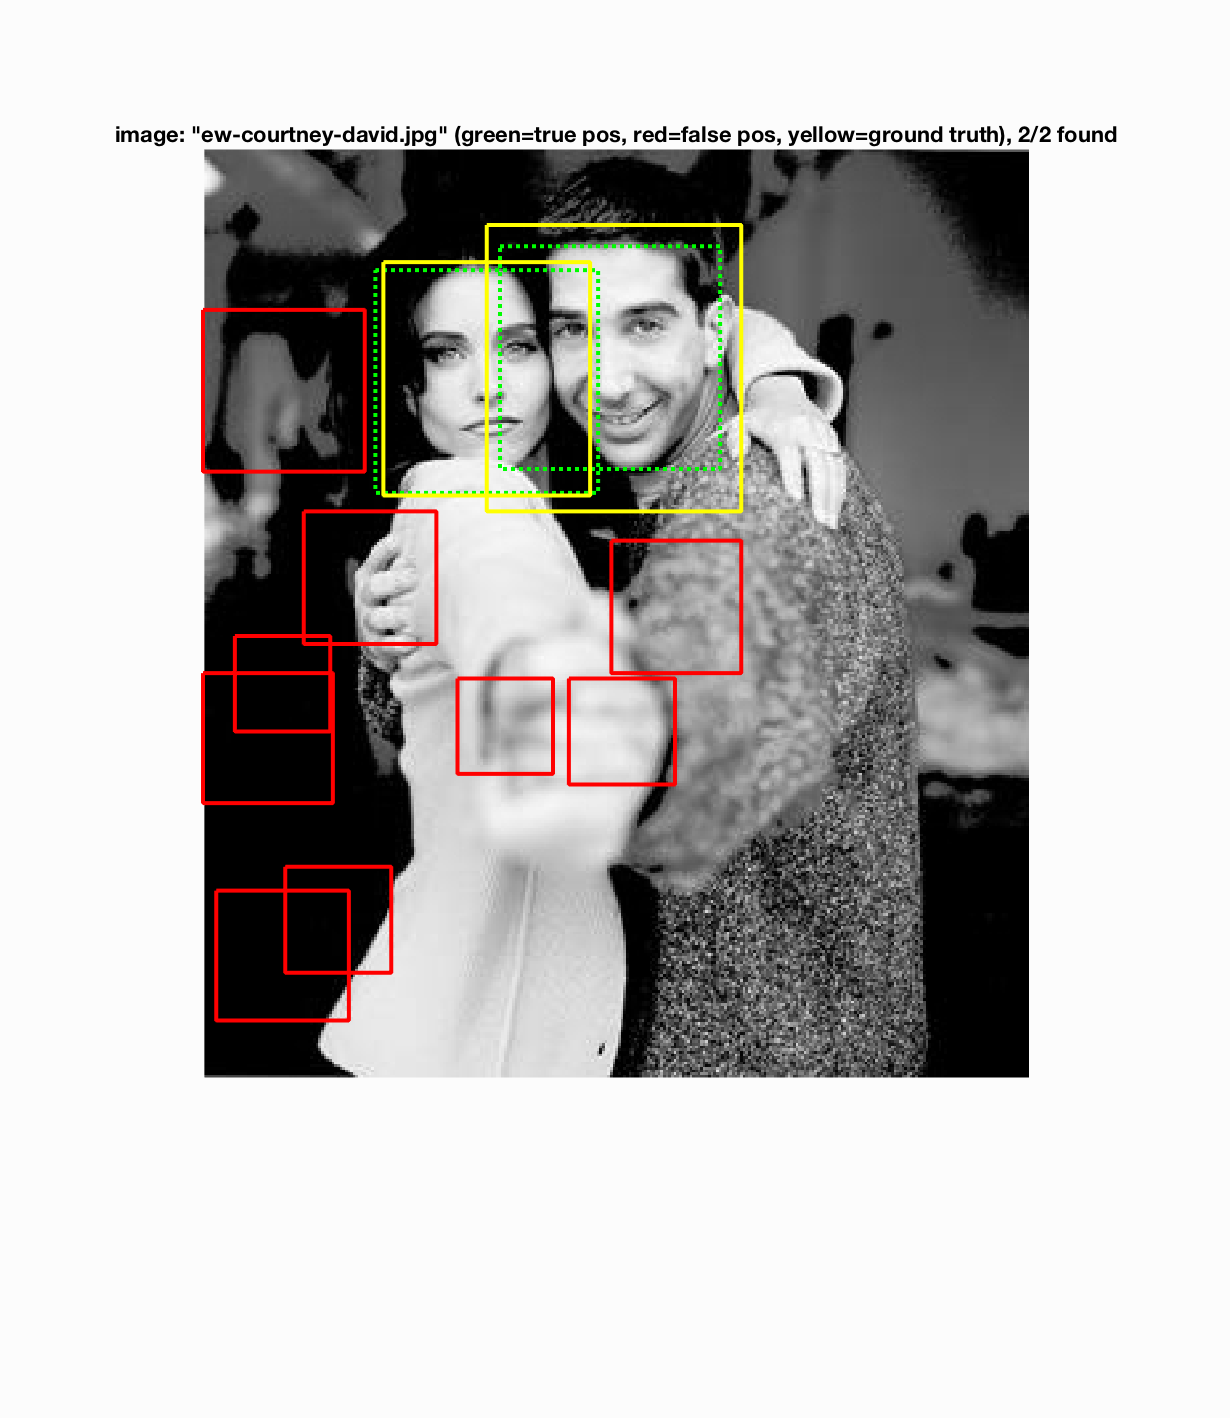 image: "ew-courtney-david.jpg" (green=true pos, red=false pos, yellow=ground truth), 2/2 found